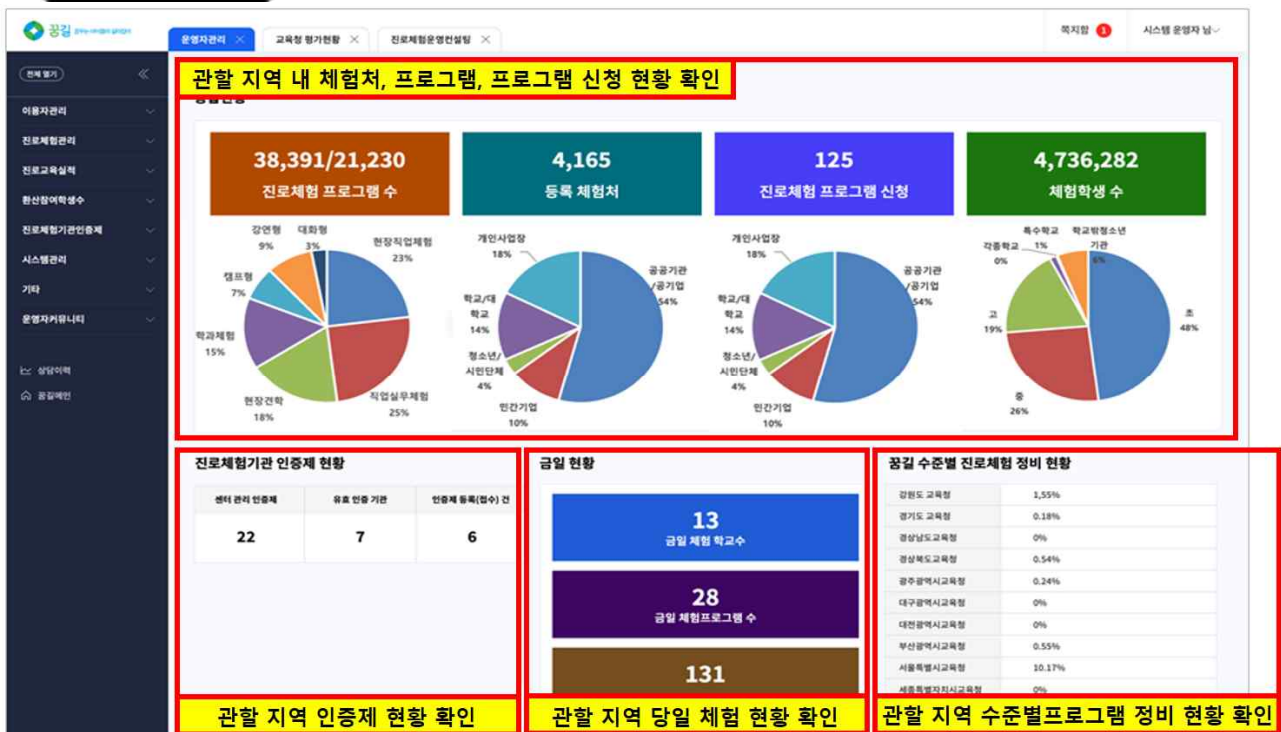 꿈길
운영자관리 ×
교육청 평가현황 ×
진로체험운영컨설팅 ×
쪽지함 1
시스템 운영자 님
전체 열기
이용자관리
진로체험관리
진로교육실적
환산참여학생수
진로체험기관인증제
시스템관리
기타
운영자커뮤니티
상담이력
꿈길메인
관할 지역 내 체험처, 프로그램, 프로그램 신청 현황 확인
38,391/21,230
진로체험 프로그램 수
4,165
등록 체험처
125
진로체험 프로그램 신청
4,736,282
체험학생 수
강연형
9%
대화형
3%
현장직업체험
23%
캠프형
7%
학과체험
15%
현장견학
18%
직업실무체험
25%
개인사업장
18%
공공기관
/공기업
54%
학교/대
학교
14%
청소년/
시민단체
4%
민간기업
10%
개인사업장
18%
공공기관
/공기업
54%
학교/대
학교
14%
청소년/
시민단체
4%
민간기업
10%
특수학교
1%
학교밖청소년
기관
6%
각종학교
0%
고
19%
초
48%
중
26%
진로체험기관 인증제 현황
센터 관리 인증제 유효 인증 기관 인증제 등록(접수) 건
22 7 6
관할 지역 인증제 현황 확인
금일 현황
13
금일 체험 학교수
28
금일 체험프로그램 수
131
관할 지역 당일 체험 현황 확인
꿈길 수준별 진로체험 정비 현황
강원도 교육청 1,55%
경기도 교육청 0.18%
경상남도교육청 0%
경상북도교육청 0.54%
광주광역시교육청 0.24%
대구광역시교육청 0%
대전광역시교육청 0%
부산광역시교육청 0.55%
서울특별시교육청 10.17%
세종특별자치시교육청 0%
관할 지역 수준별프로그램 정비 현황 확인